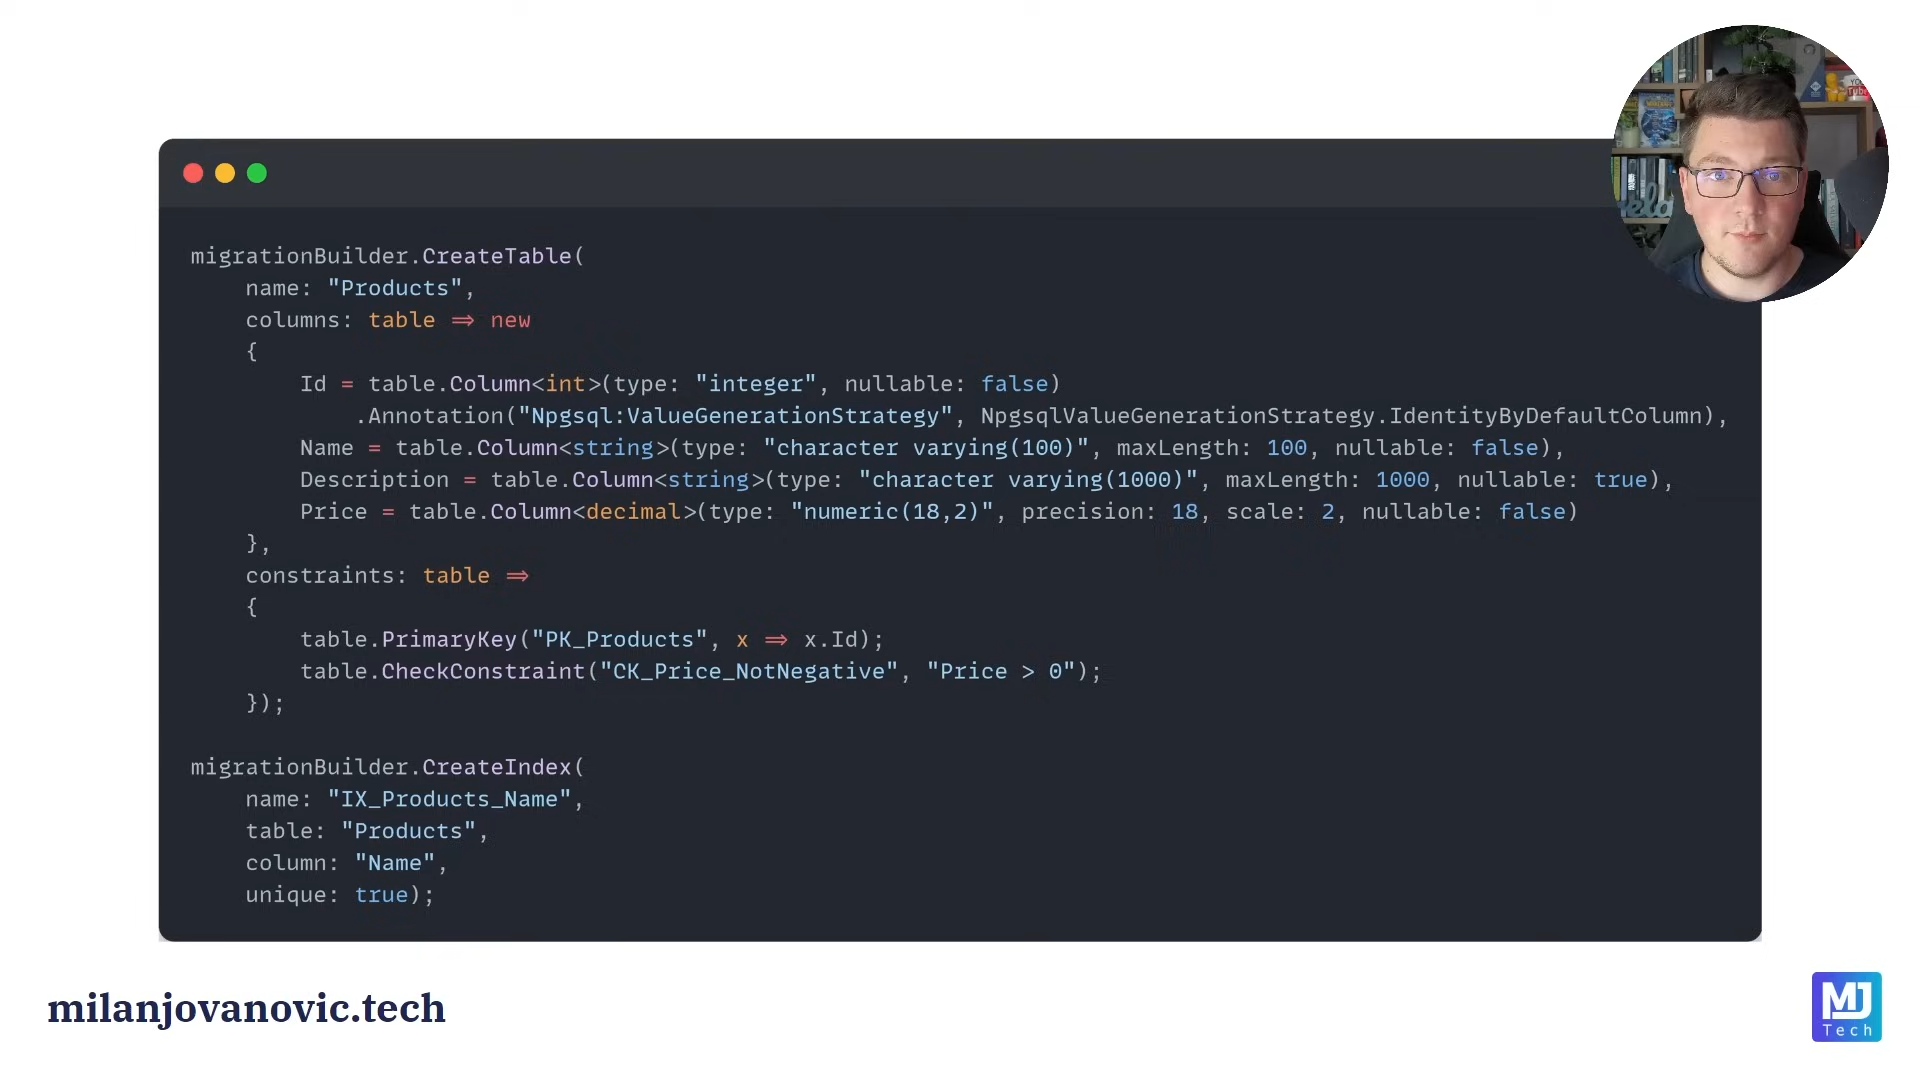 migrationBuilder.CreateTable(
name: "Products",
columns: table => new
{
Id = table.Column<int>(type: "integer", nullable: false)
.Annotation("Npgsql:ValueGenerationStrategy", NpgsqlValueGenerationStrategy.IdentityByDefaultColumn),
Name = table.Column<string>(type: "character varying(100)", maxLength: 100, nullable: false),
Description = table.Column<string>(type: "character varying(1000)", maxLength: 1000, nullable: true),
Price = table.Column<decimal>(type: "numeric(18,2)", precision: 18, scale: 2, nullable: false)
},
constraints: table =>
{
table.PrimaryKey("PK_Products", x => x.Id);
table.CheckConstraint("CK_Price_NotNegative", "Price > 0");
});
migrationBuilder.CreateIndex(
name: "IX_Products_Name",
table: "Products",
column: "Name",
unique: true);
milanjovanovic.tech
MJ
Tech